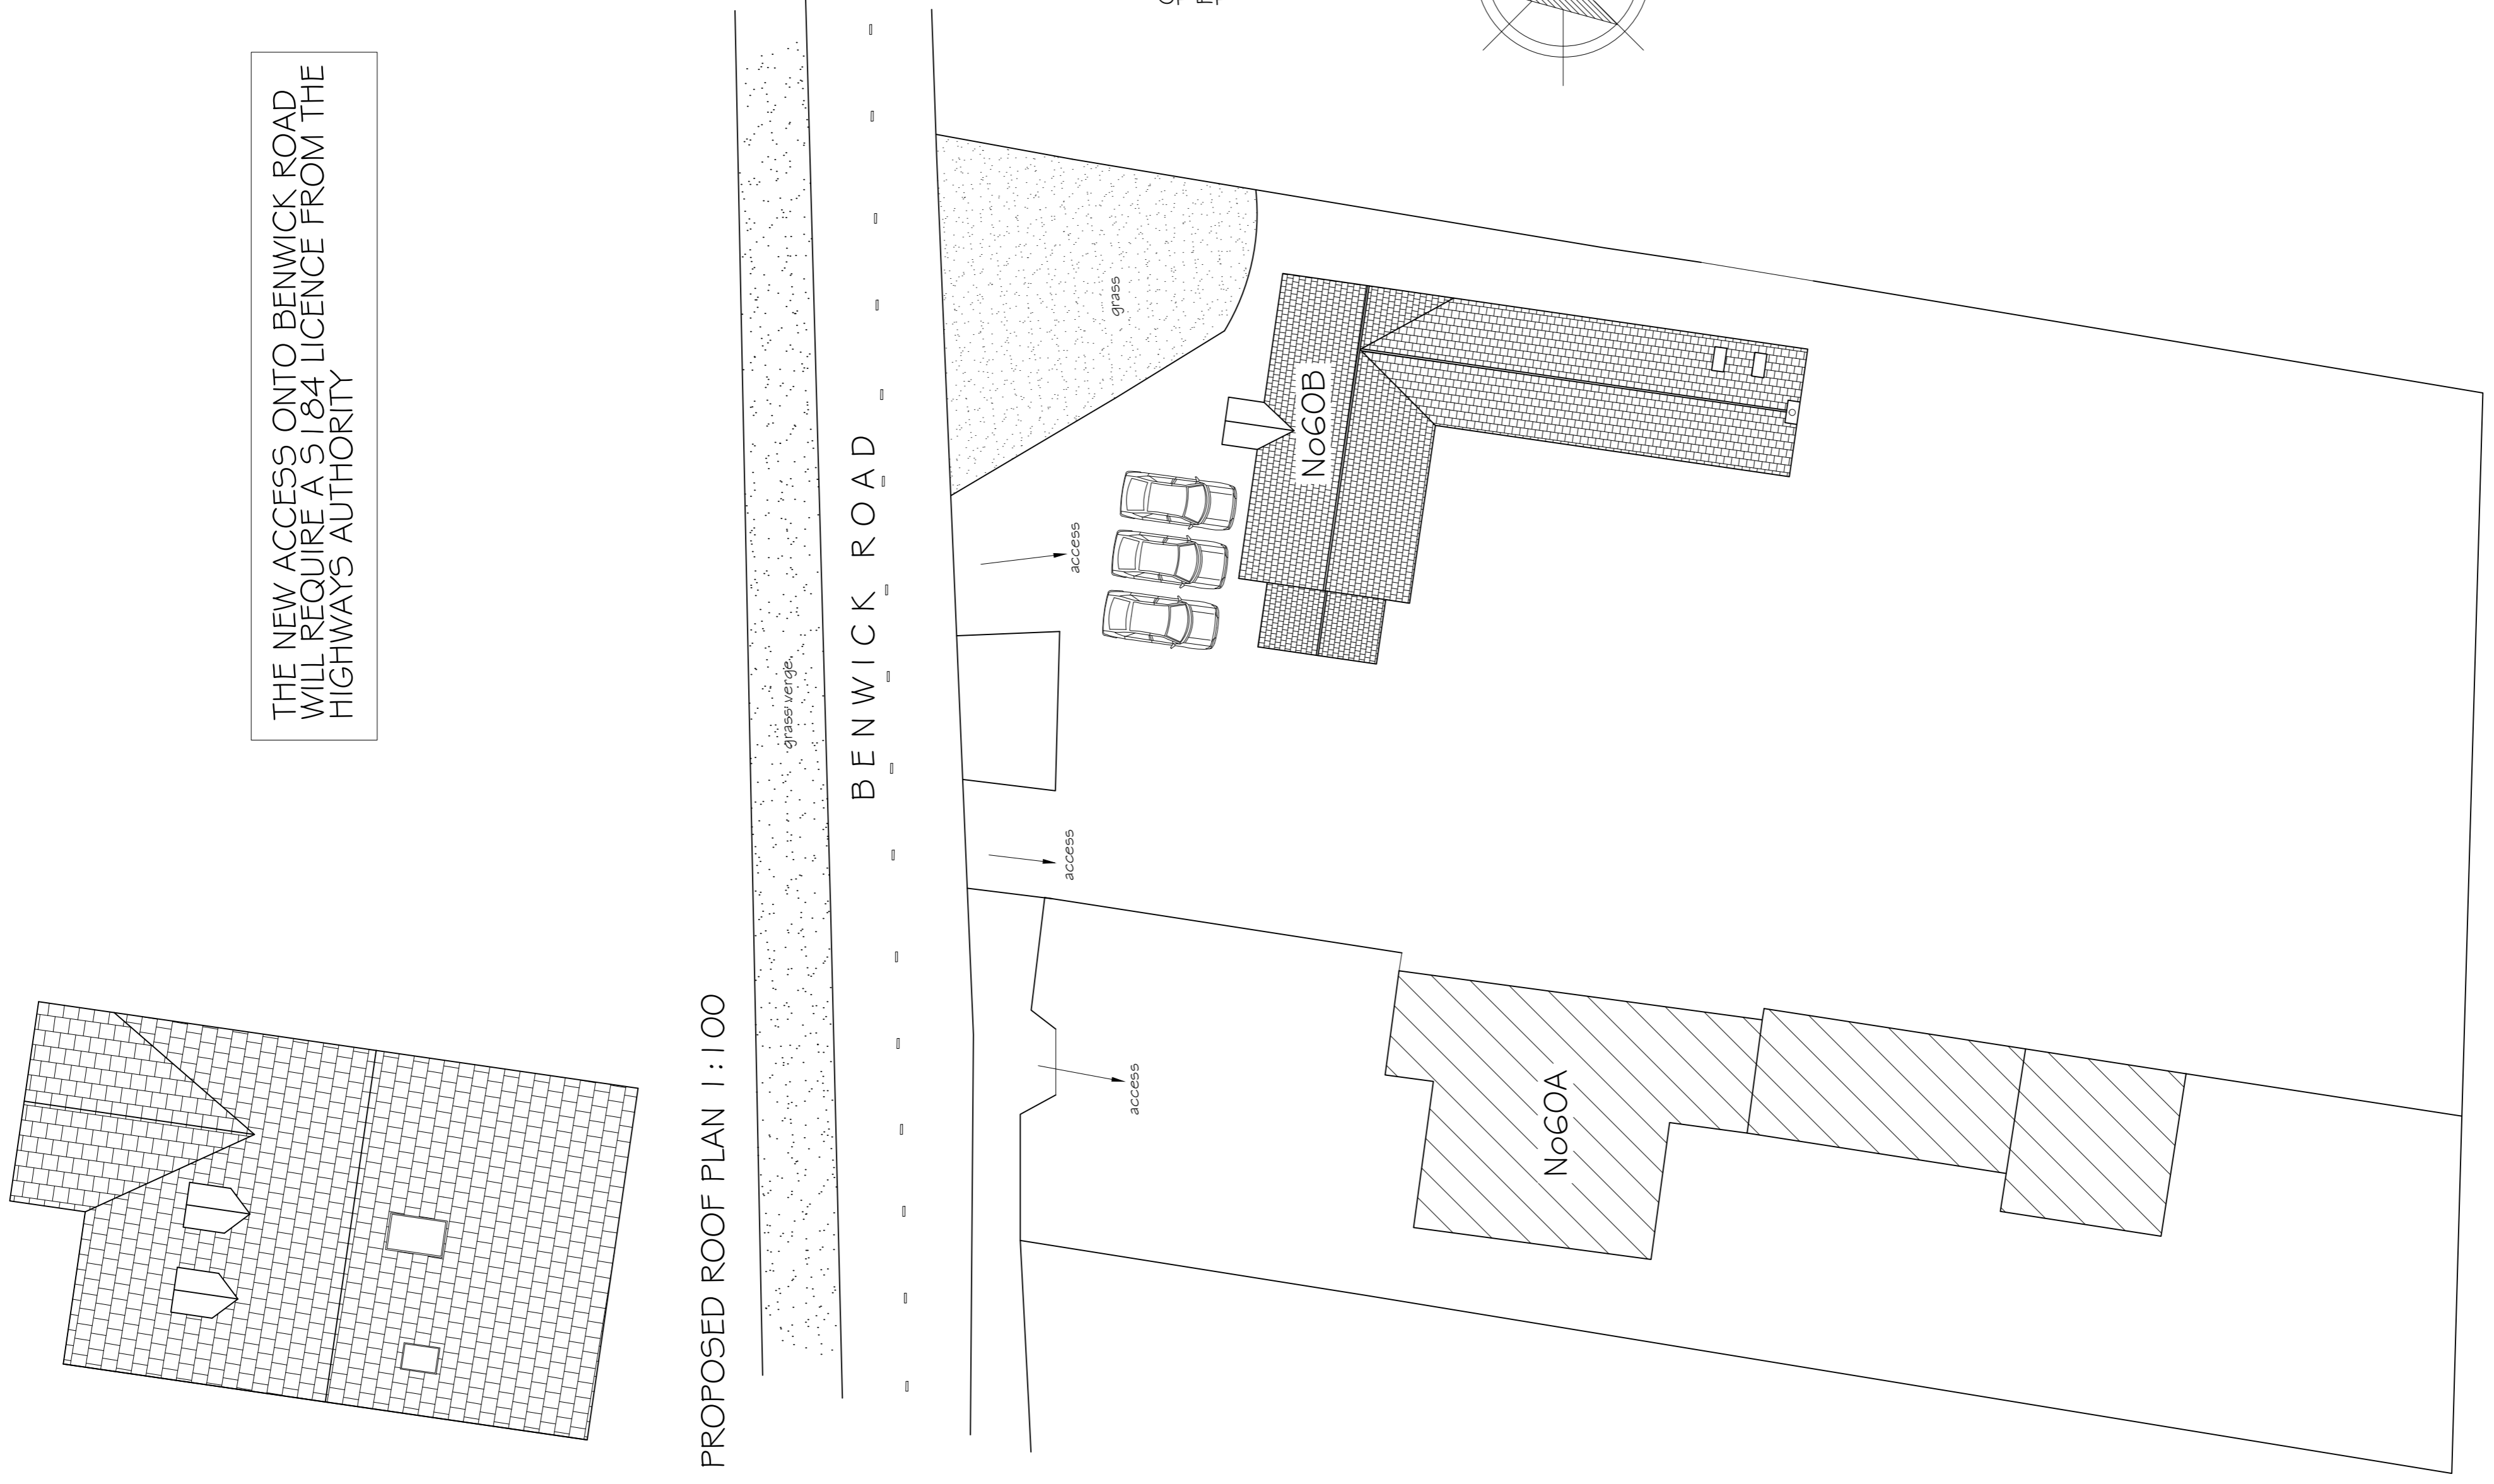 THE NEW ACCESS ONTO BENWICK ROAD
WILL REQUIRE A S184 LICENCE FROM THE
HIGHWAYS AUTHORITY
PROPOSED ROOF PLAN 1:100
grass verge
BENWICK ROAD
grass
access
access
access
No60B
No60A